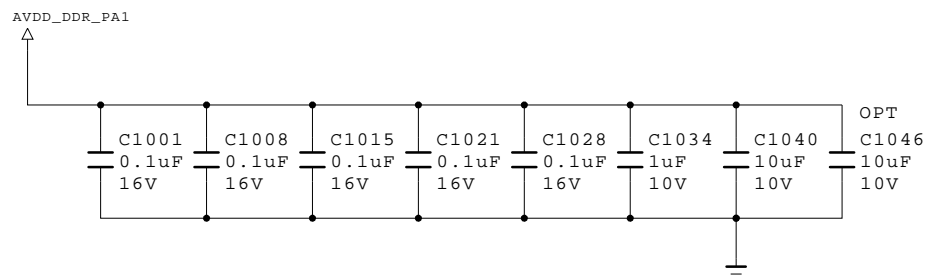 AVDD_DDR_PA1
OPT
C1001 C1008 C1015 C1021 C1028 C1034 C1040 C1046
0.1uF 0.1uF 0.1uF 0.1uF 0.1uF 1uF 10uF 10uF
16V 16V 16V 16V 16V 10V 10V 10V